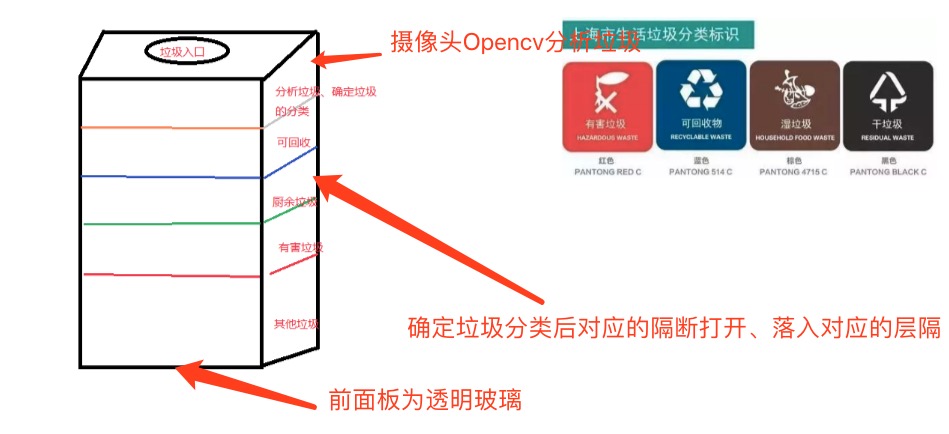 垃圾入口
摄像头Opencv分析垃圾
分析垃圾、确定垃圾
的分类
可回收
厨余垃圾
有害垃圾
其他垃圾
确定垃圾分类后对应的隔断打开、落入对应的层隔
前面板为透明玻璃
上海市生活垃圾分类标识
有害垃圾
HAZARDOUS WASTE
红色
PANTONG RED C
可回收物
RECYCLABLE WASTE
蓝色
PANTONG 514 C
湿垃圾
HOUSEHOLD FOOD WASTE
棕色
PANTONG 4715 C
干垃圾
RESIDUAL WASTE
黑色
PANTONG BLACK C